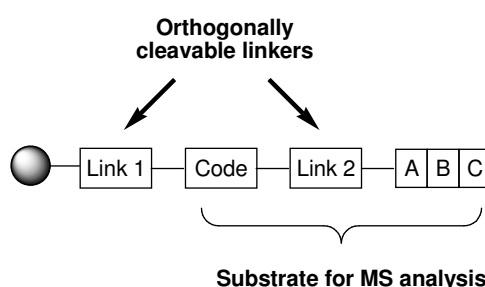 Orthogonally
cleavable linkers
Link 1 Code Link 2 A B C
Substrate for MS analysis